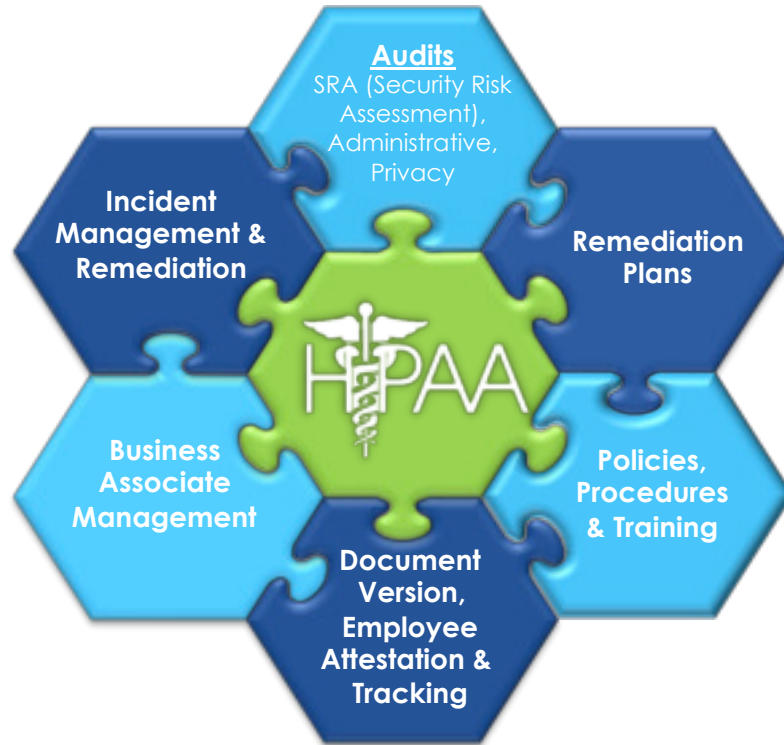 Audits
SRA (Security Risk
Assessment),
Administrative,
Privacy
Incident
Management &
Remediation
Remediation
Plans
HIPAA
Business
Associate
Management
Policies,
Procedures
& Training
Document
Version,
Employee
Attestation &
Tracking